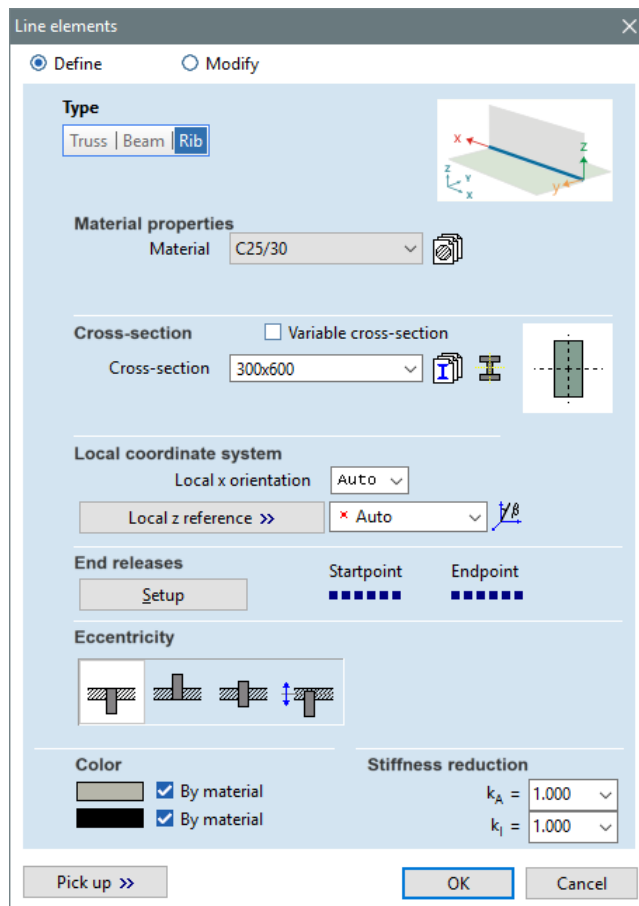 Line elements
Define Modify
Type
Truss | Beam | Rib
x z y
z Y X
Material properties
Material C25/30
Cross-section Variable cross-section
Cross-section 300x600
Local coordinate system
Local x orientation Auto
Local z reference >> Auto β
End releases Startpoint Endpoint
Setup
Eccentricity
Color Stiffness reduction
By material kA = 1.000
By material kI = 1.000
Pick up >> OK Cancel